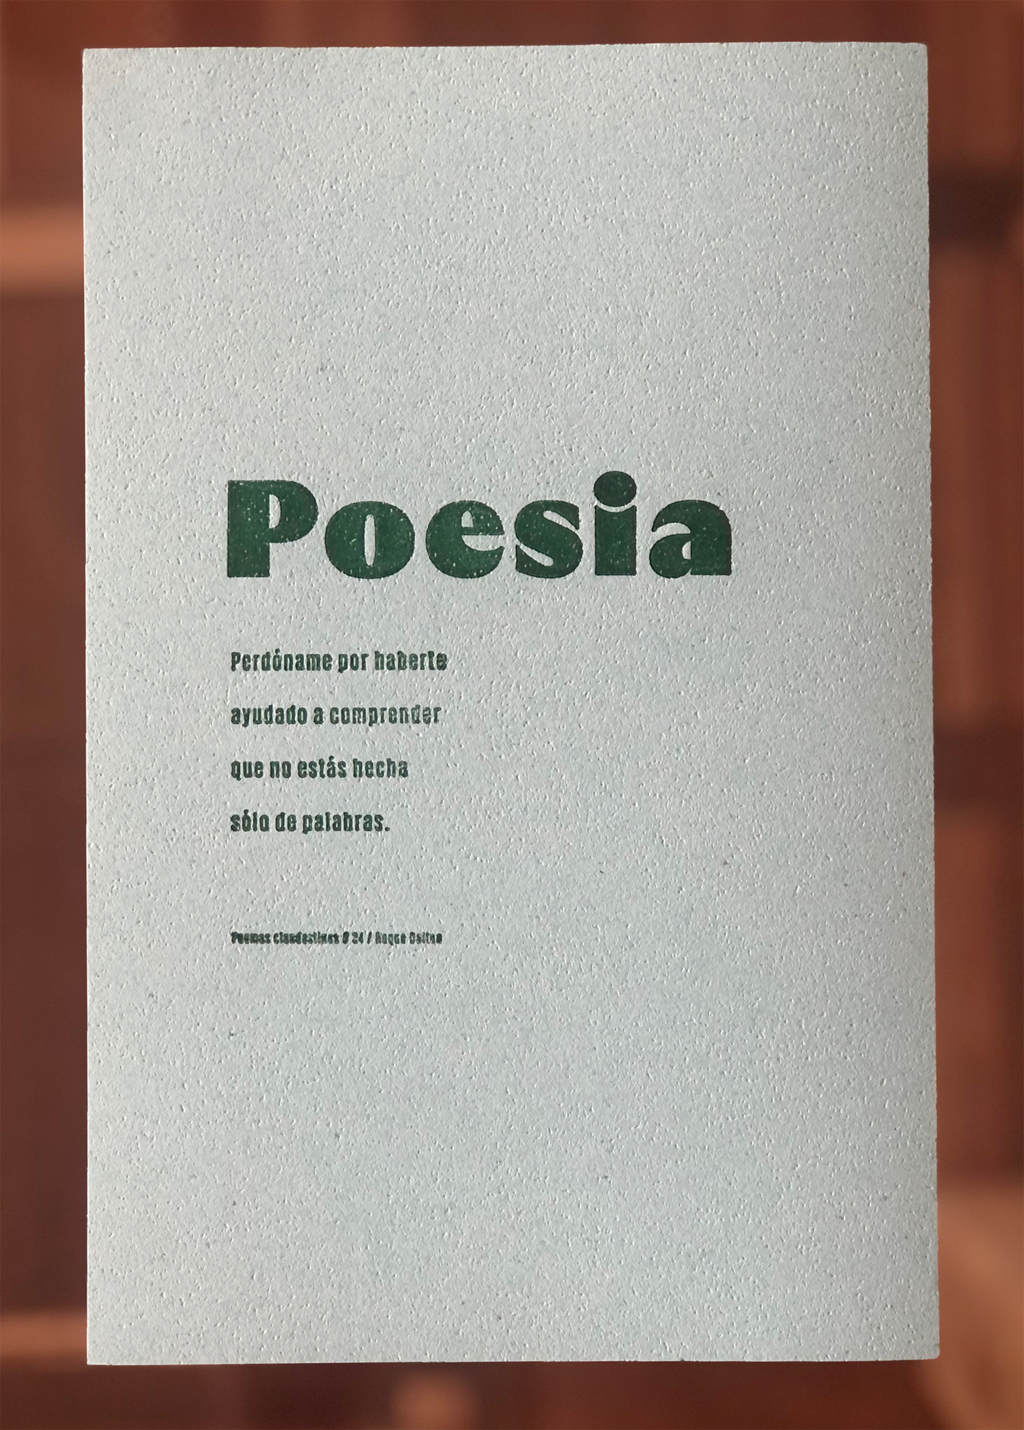 Poesia
Perdóname por haberte
ayudado a comprender
que no estás hecha
sólo de palabras.
Poemas clandestinos 24 / Roque Dalton